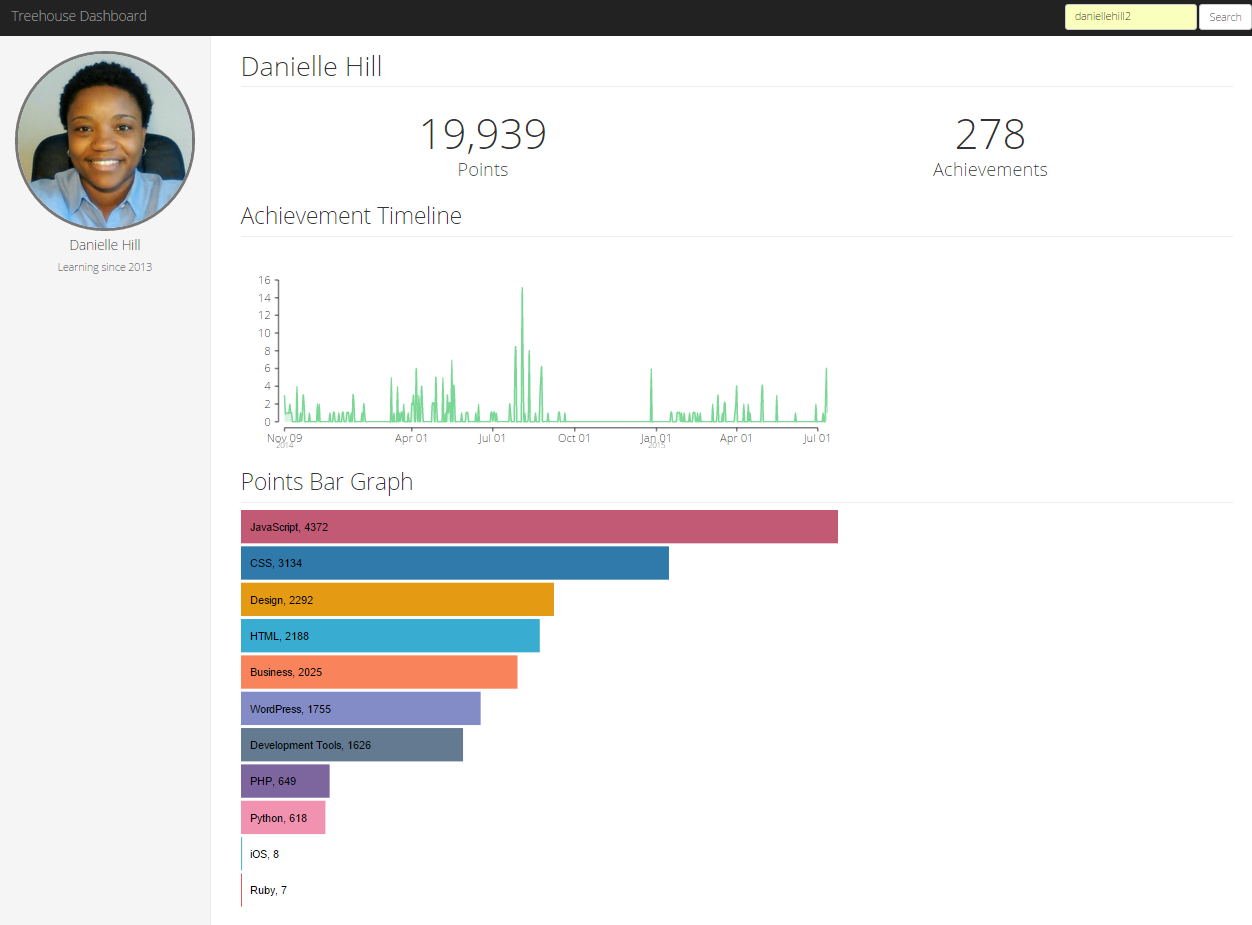 Treehouse Dashboard
daniellehill2
Search
Danielle Hill
Learning since 2013
Danielle Hill
19,939
Points
278
Achievements
Achievement Timeline
16
14
12
10
8
6
4
2
0
Nov 09 Apr 01 Jul 01 Oct 01 Jan 01 Apr 01 Jul 01
2014 2015
Points Bar Graph
JavaScript, 4372
CSS, 3134
Design, 2292
HTML, 2188
Business, 2025
WordPress, 1755
Development Tools, 1626
PHP, 649
Python, 618
iOS, 8
Ruby, 7